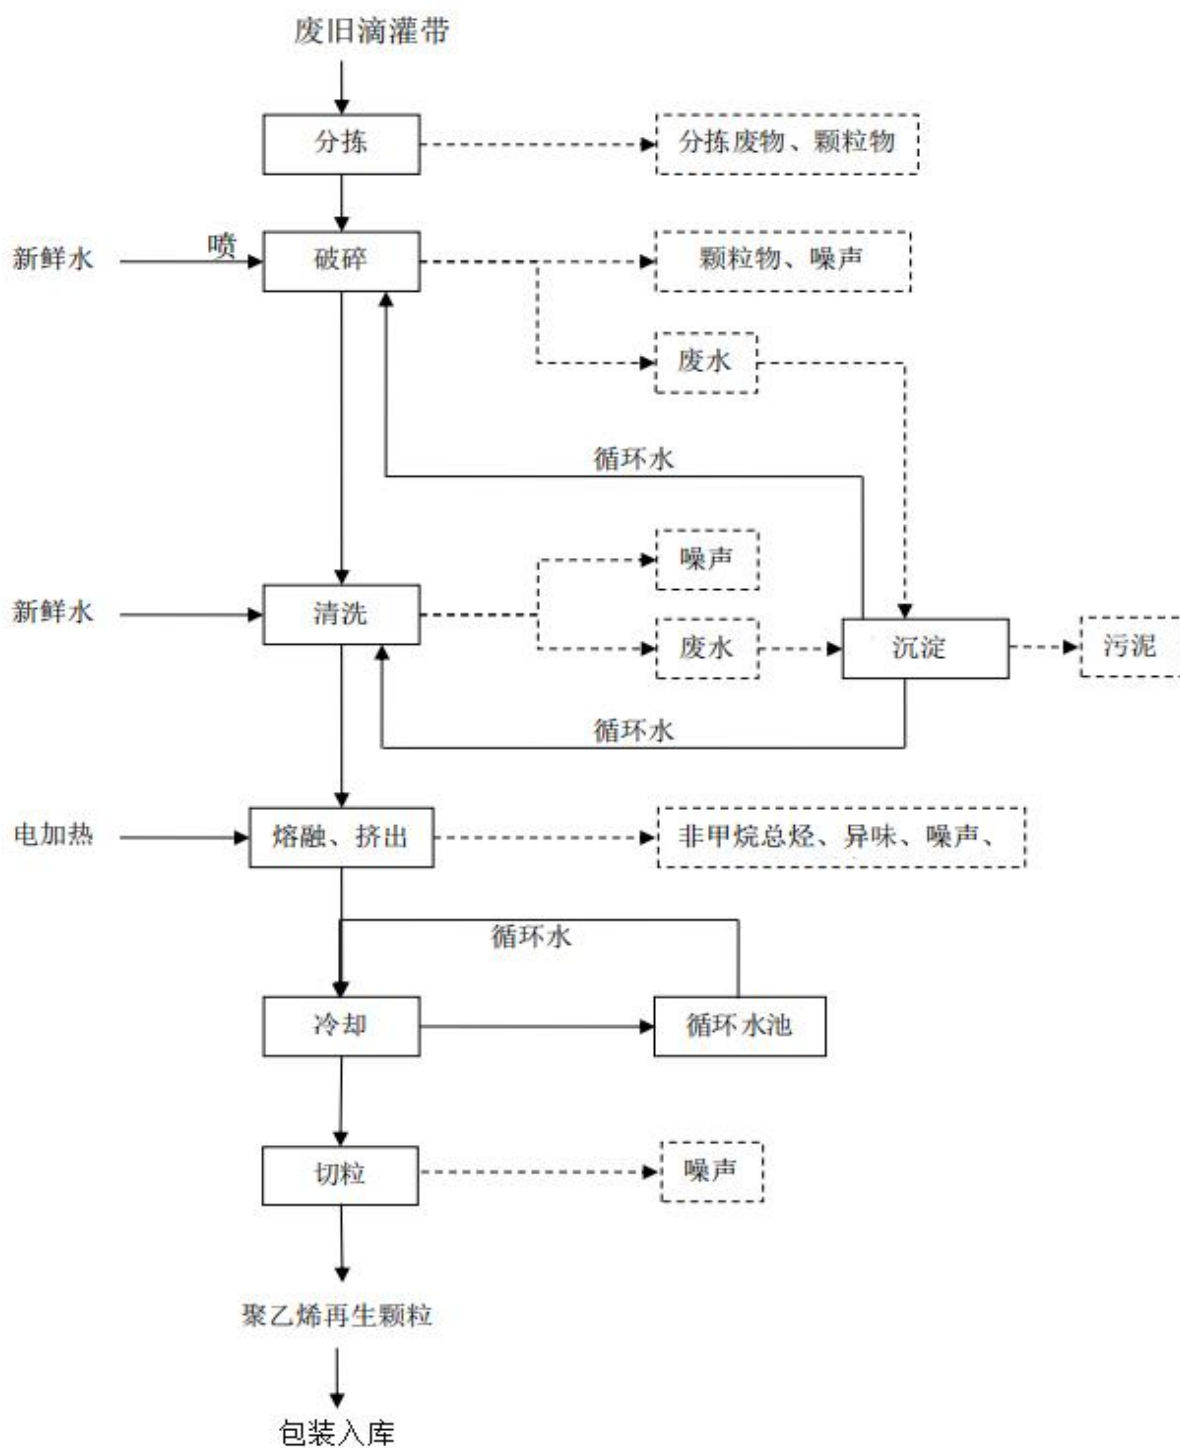 废旧滴灌带
分拣
分拣废物、颗粒物
新鲜水
喷
破碎
颗粒物、噪声
废水
循环水
噪声
新鲜水
清洗
废水
沉淀
污泥
循环水
电加热
熔融、挤出
非甲烷总烃、异味、噪声、
循环水
冷却
循环水池
切粒
噪声
聚乙烯再生颗粒
包装入库